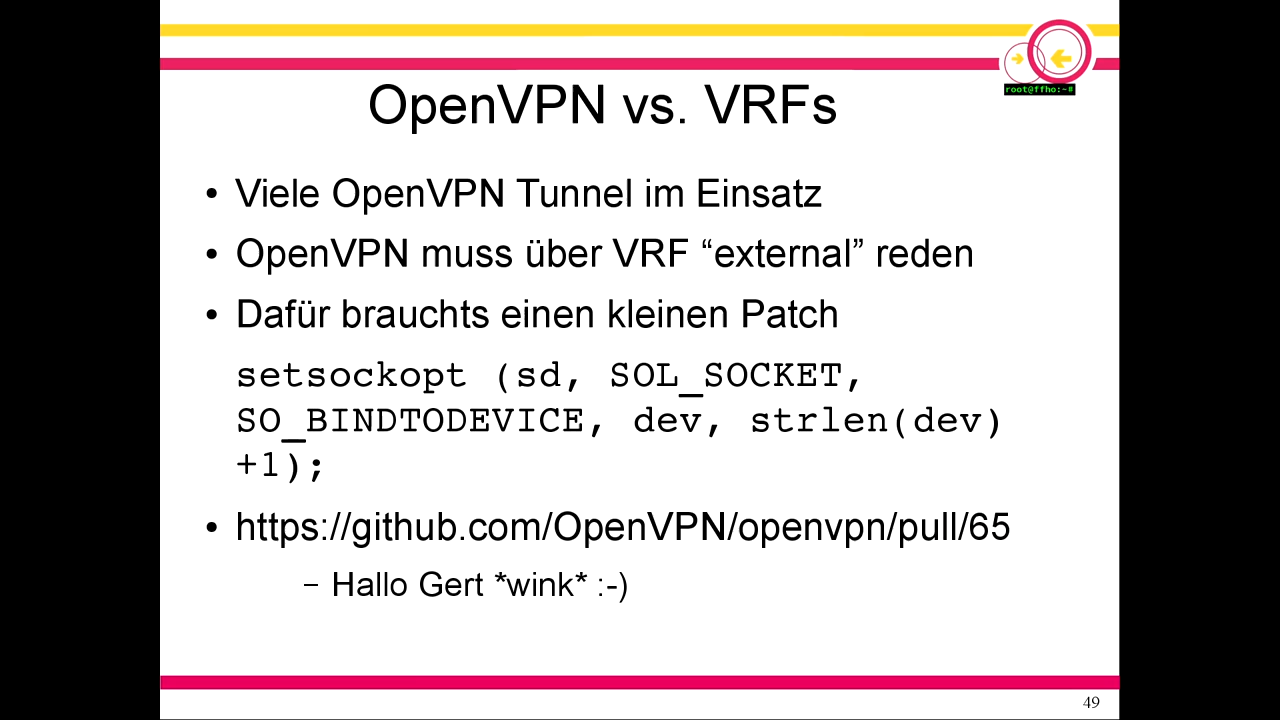 root@ffho:~#
OpenVPN vs. VRFs
• Viele OpenVPN Tunnel im Einsatz
• OpenVPN muss über VRF “external” reden
• Dafür brauchts einen kleinen Patch
setsockopt (sd, SOL_SOCKET,
SO_BINDTODEVICE, dev, strlen(dev)
+1);
• https://github.com/OpenVPN/openvpn/pull/65
– Hallo Gert *wink* :-)
49